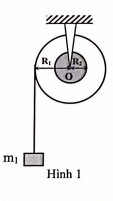 R₁ R₂
O
m₁
Hình 1